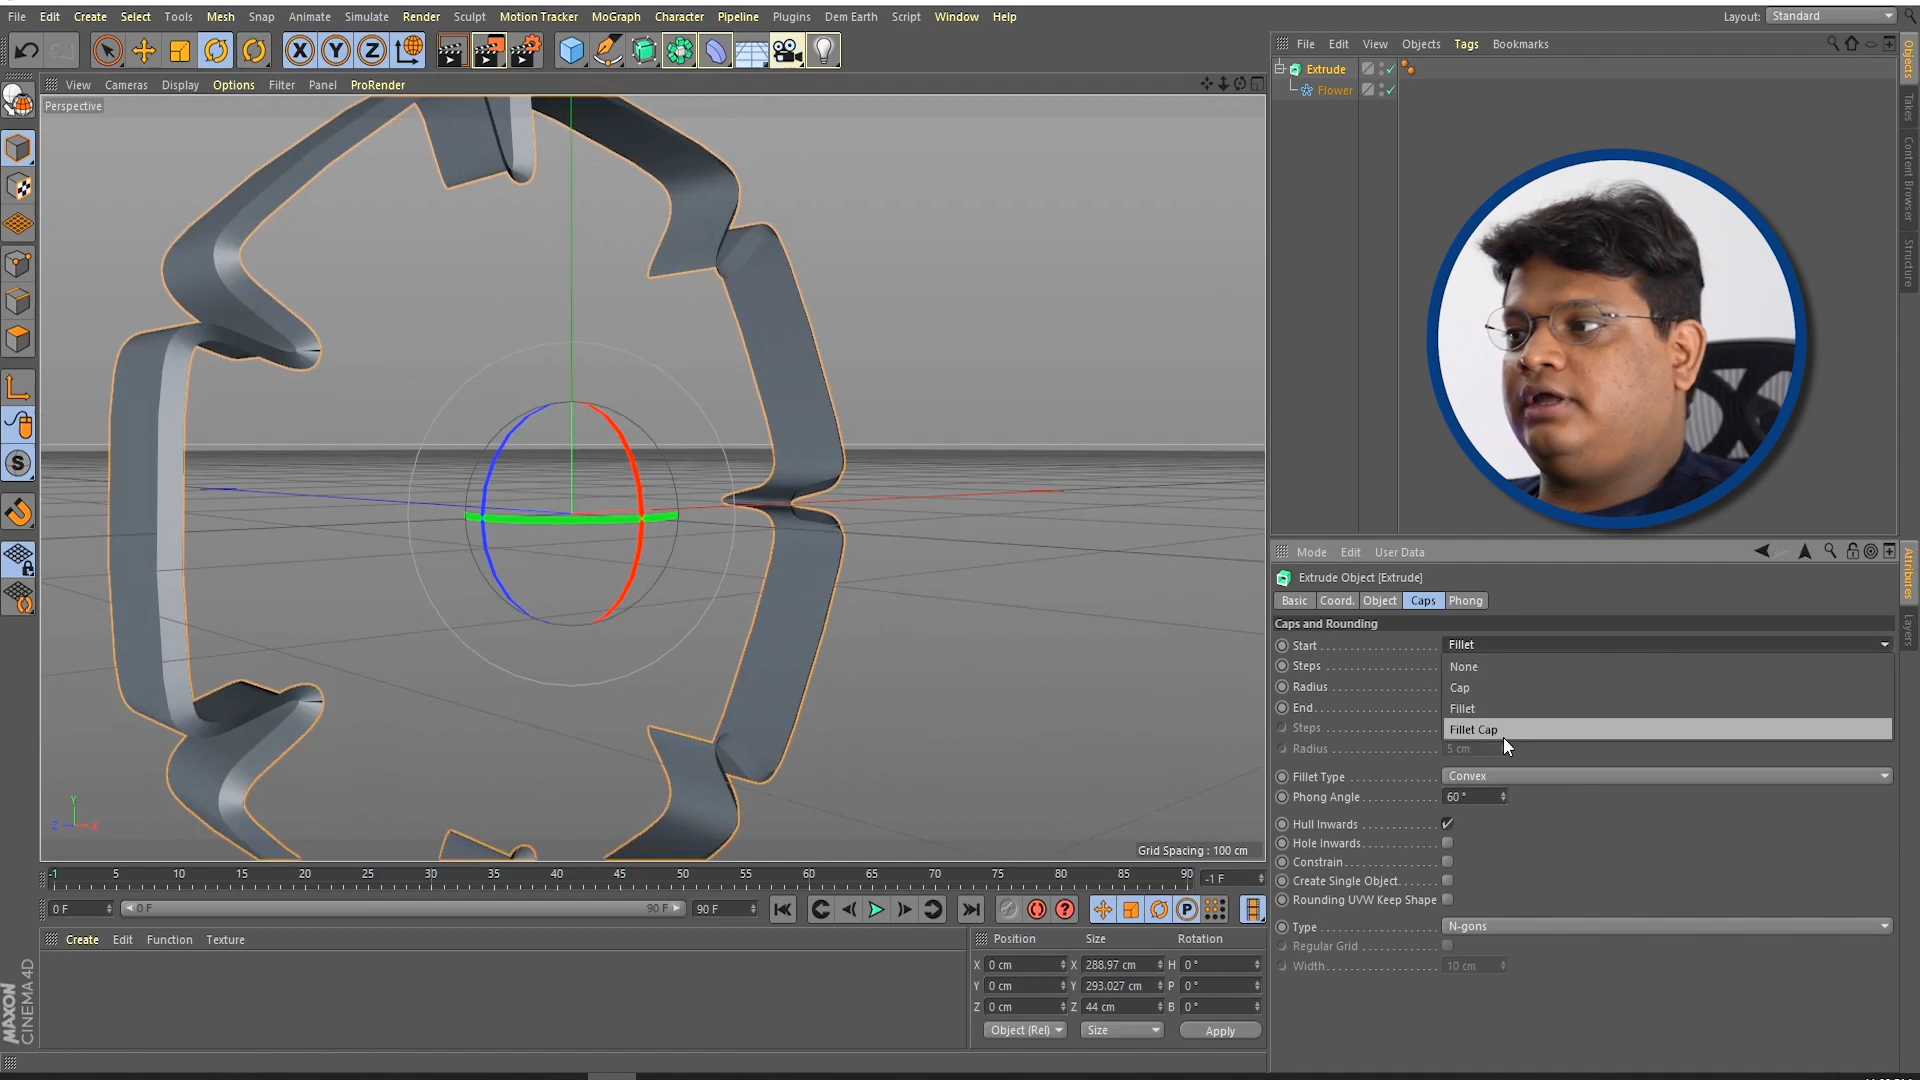 File Edit Create Select Tools Mesh Snap Animate Simulate Render Sculpt Motion Tracker MoGraph Character Pipeline Plugins Dem Earth Script Window Help Layout: Standard
File Edit View Objects Tags Bookmarks
View Cameras Display Options Filter Panel ProRender
Perspective
Extrude
Flower
Objects
Takes
Content Browser
Structure
Mode Edit User Data
Extrude Object [Extrude]
Basic Coord. Object Caps Phong
Caps and Rounding
Start Fillet
Steps None
Radius Cap
End Fillet
Steps Fillet Cap
Radius 5 cm
Fillet Type Convex
Phong Angle 60 °
Hull Inwards
Hole Inwards
Constrain
Create Single Object
Rounding UVW Keep Shape
Type N-gons
Regular Grid
Width 10 cm
Attributes
Layers
X Y Z
S
Y
Z X
Grid Spacing : 100 cm
-1 5 10 15 20 25 30 35 40 45 50 55 60 65 70 75 80 85 90 -1 F
0 F 0 F 90 F 90 F
Create Edit Function Texture
Position Size Rotation
X 0 cm X 288.97 cm H 0 °
Y 0 cm Y 293.027 cm P 0 °
Z 0 cm Z 44 cm B 0 °
Object (Rel) Size Apply
MAXON
CINEMA 4D